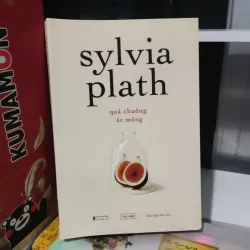 KUMAMON
sylvia
plath
quả chuông
ác mộng